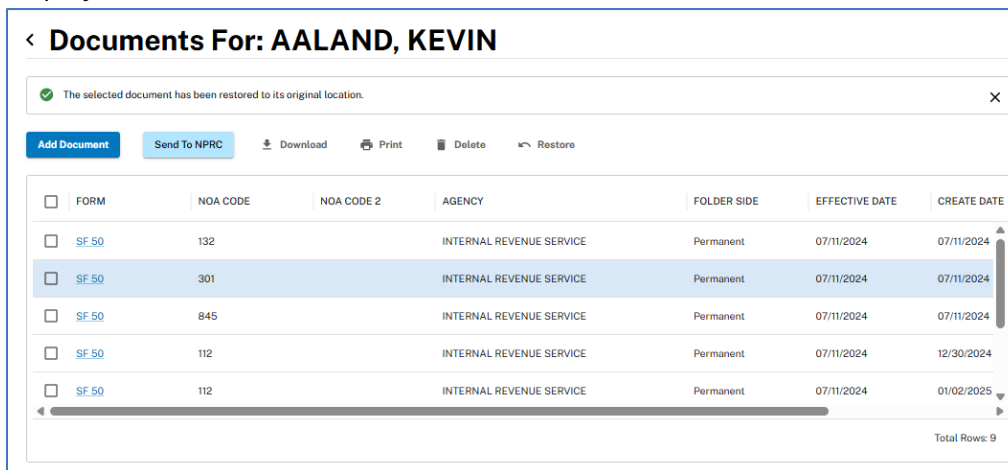 Documents For: AALAND, KEVIN
The selected document has been restored to its original location.
Add Document Send To NPRC Download Print Delete Restore
FORM NOA CODE NOA CODE 2 AGENCY FOLDER SIDE EFFECTIVE DATE CREATE DATE
SF 50 132 INTERNAL REVENUE SERVICE Permanent 07/11/2024 07/11/2024
SF 50 301 INTERNAL REVENUE SERVICE Permanent 07/11/2024 07/11/2024
SF 50 845 INTERNAL REVENUE SERVICE Permanent 07/11/2024 07/11/2024
SF 50 112 INTERNAL REVENUE SERVICE Permanent 07/11/2024 12/30/2024
SF 50 112 INTERNAL REVENUE SERVICE Permanent 07/11/2024 01/02/2025
Total Rows: 9